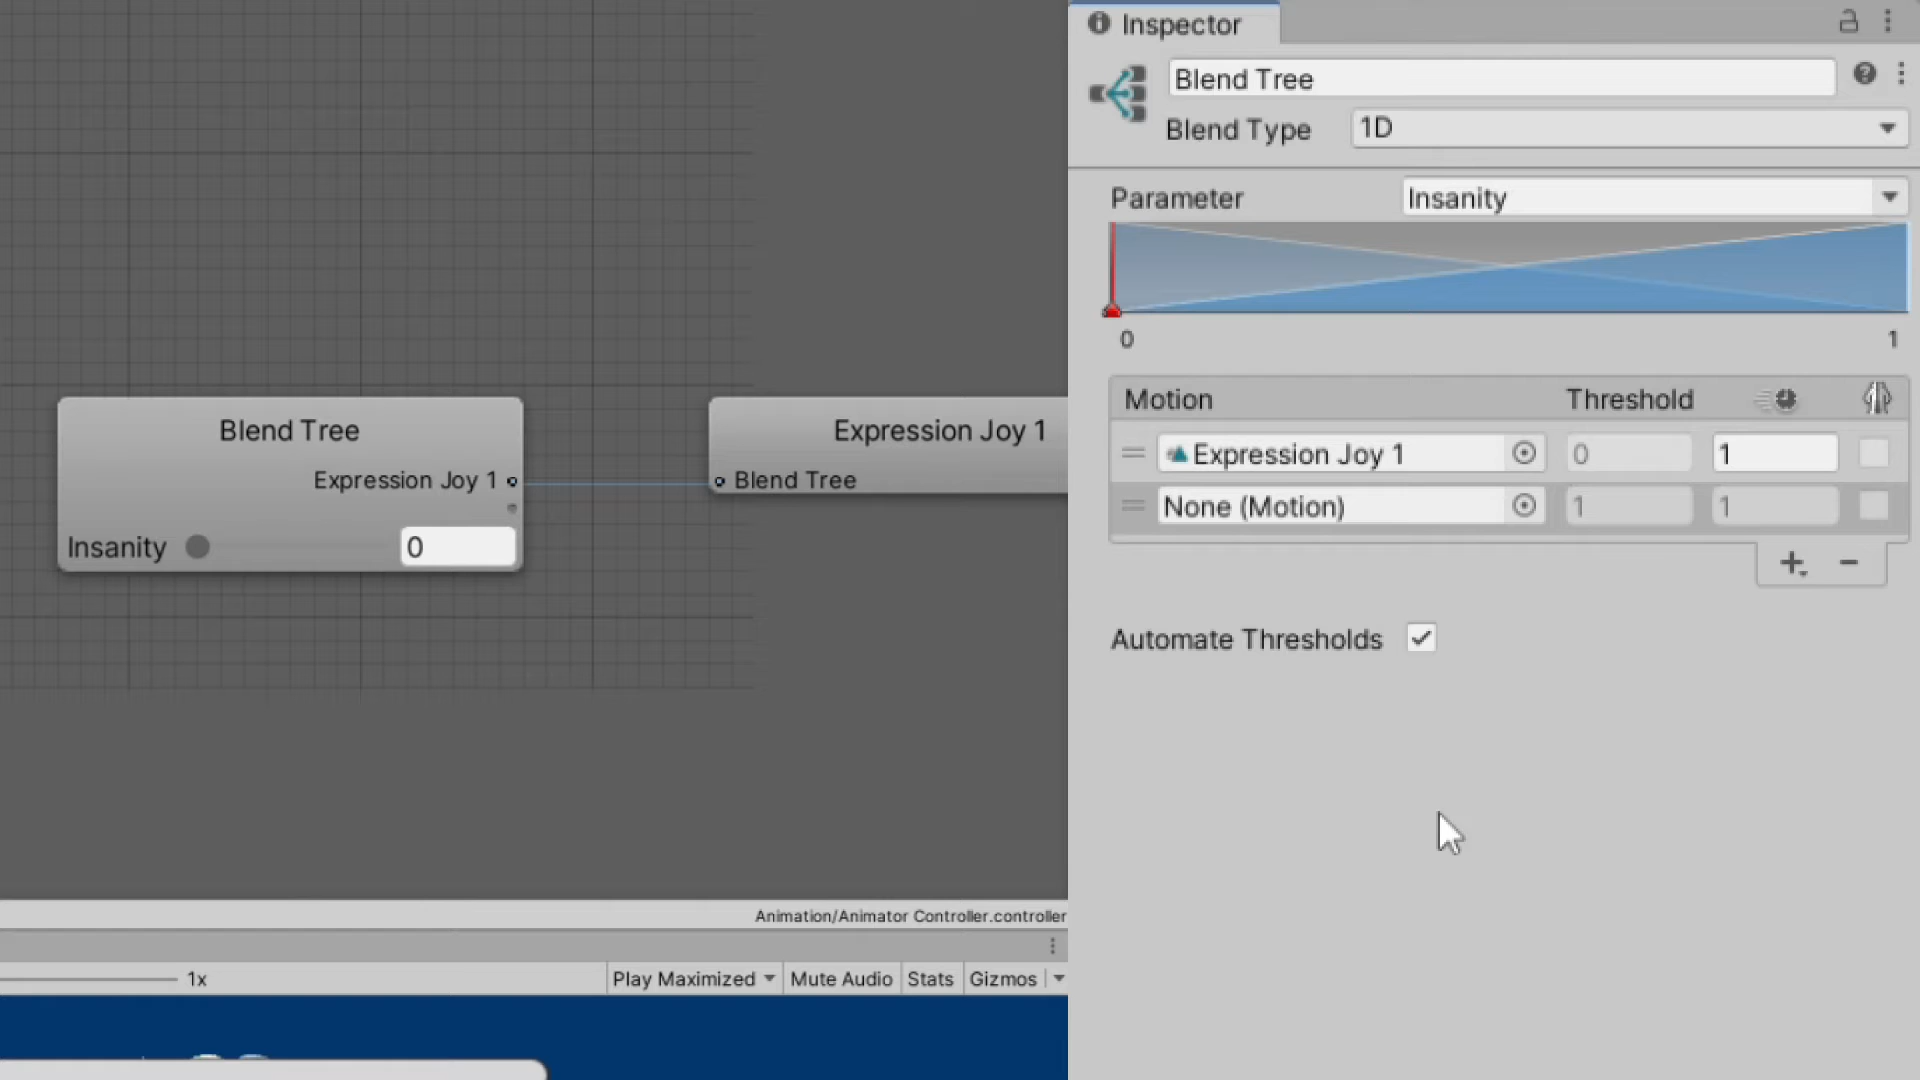 Inspector
Blend Tree
Blend Type 1D
Parameter Insanity
0 1
Motion Threshold
Expression Joy 1 0 1
None (Motion) 1 1
+ −
Automate Thresholds
Blend Tree
Expression Joy 1
Insanity 0
Expression Joy 1
Blend Tree
Animation/Animator Controller.controller
1x Play Maximized Mute Audio Stats Gizmos